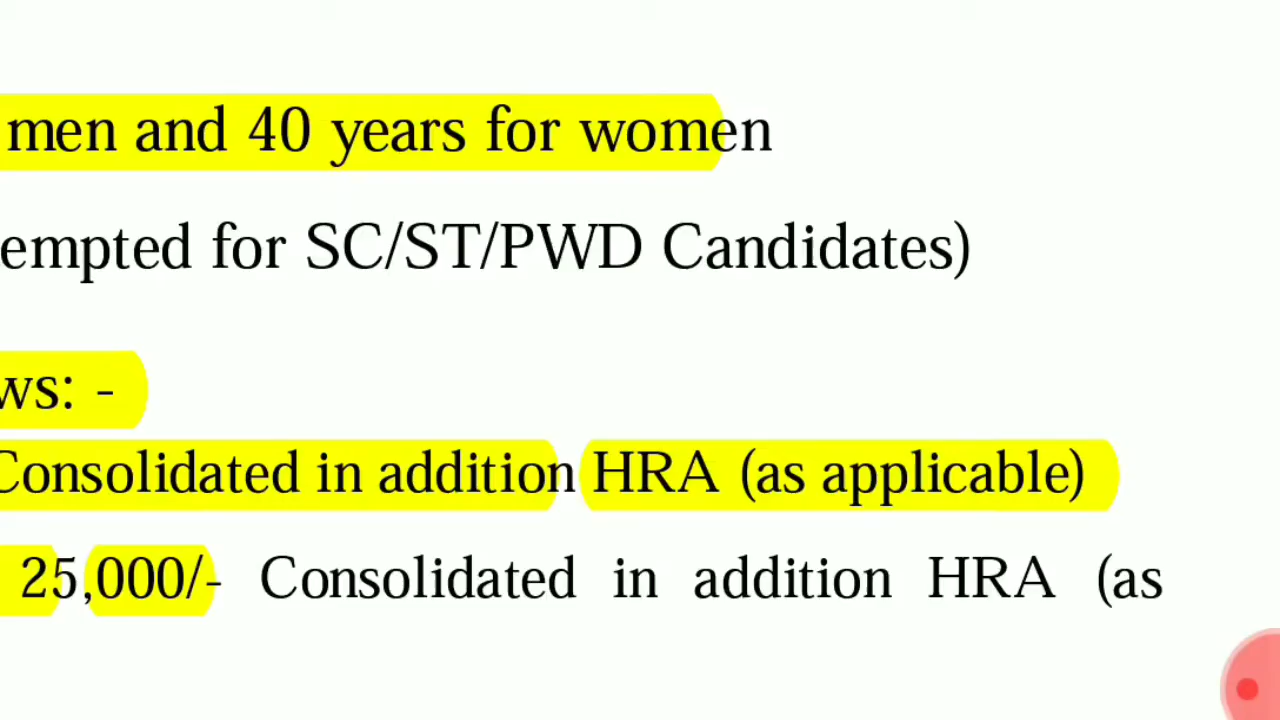 men and 40 years for women
empted for SC/ST/PWD Candidates)
ws: -
Consolidated in addition HRA (as applicable)
25,000/- Consolidated in addition HRA (as